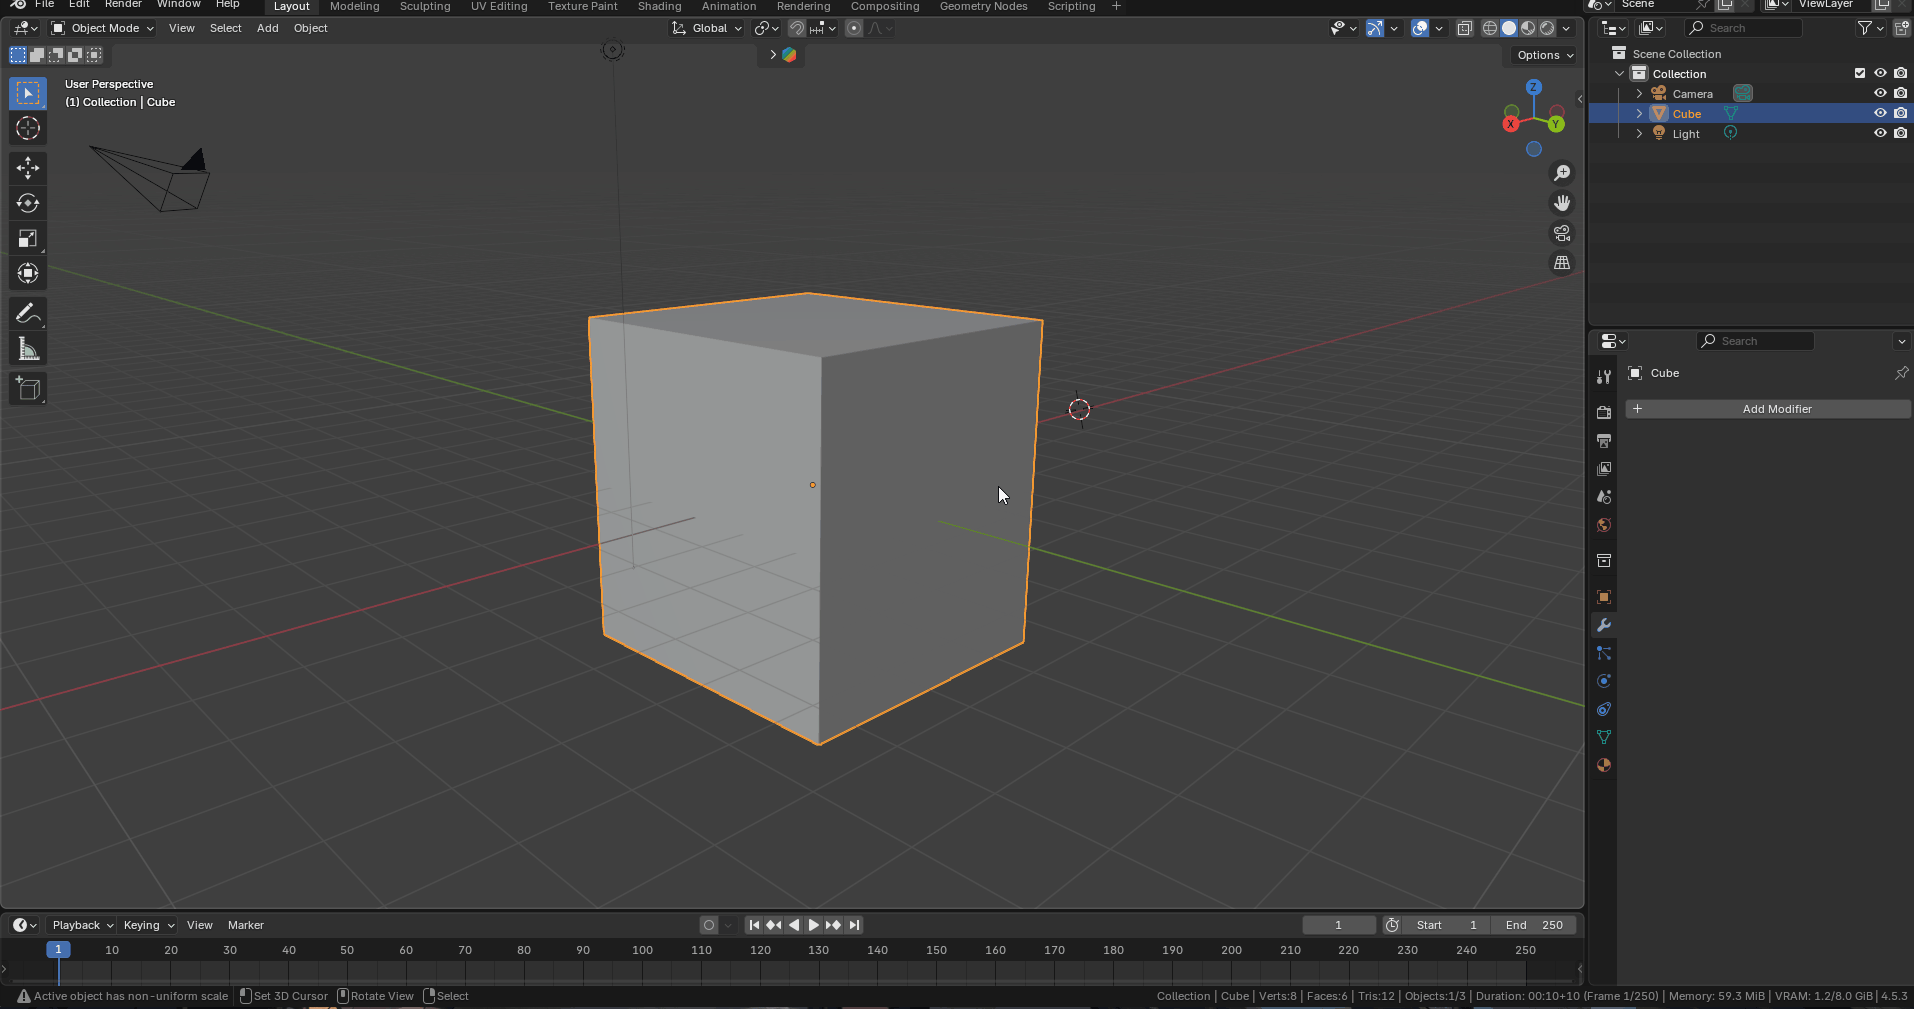 File Edit Render Window Help Layout Modeling Sculpting UV Editing Texture Paint Shading Animation Rendering Compositing Geometry Nodes Scripting + Scene ViewLayer
Object Mode View Select Add Object Global Search
Options
User Perspective
(1) Collection | Cube
Z
X
Y
Scene Collection
Collection
Camera
Cube
Light
Search
Cube
+ Add Modifier
Playback Keying View Marker 1 Start 1 End 250
1 10 20 30 40 50 60 70 80 90 100 110 120 130 140 150 160 170 180 190 200 210 220 230 240 250
Active object has non-uniform scale Set 3D Cursor Rotate View Select Collection | Cube | Verts:8 | Faces:6 | Tris:12 | Objects:1/3 | Duration: 00:10+10 (Frame 1/250) | Memory: 59.3 MiB | VRAM: 1.2/8.0 GiB | 4.5.3